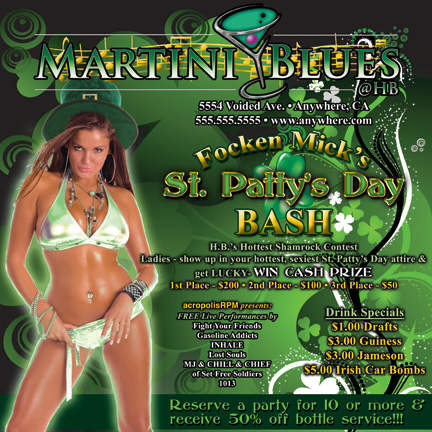 MARTINI BLUES
@HB
5554 Voided Ave. • Anywhere, CA
555.555.5555 • www.anywhere.com
Focken Mick's
St. Patty's Day
BASH
H.B.'s Hottest Shamrock Contest
Ladies - show up in your hottest, sexiest St. Patty's Day attire &
get LUCKY- WIN CASH PRIZE
1st Place - $200 • 2nd Place - $100 • 3rd Place - $50
acropolisRPM presents:
FREE Live Performances by
Fight Your Friends
Gasoline Addicts
INHALE
Lost Souls
MJ & CHILL & CHIEF
of Set Free Soldiers
1013
Drink Specials
$1.00 Drafts
$3.00 Guiness
$3.00 Jameson
$5.00 Irish Car Bombs
Reserve a party for 10 or more &
receive 50% off bottle service!!!